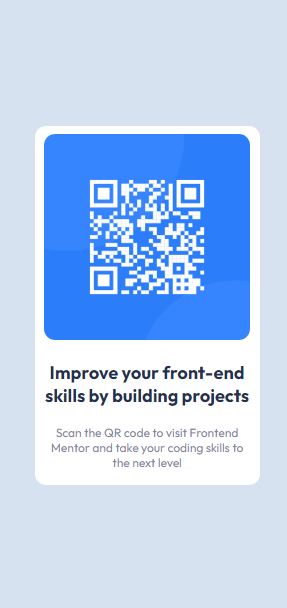 Improve your front-end
skills by building projects
Scan the QR code to visit Frontend
Mentor and take your coding skills to
the next level